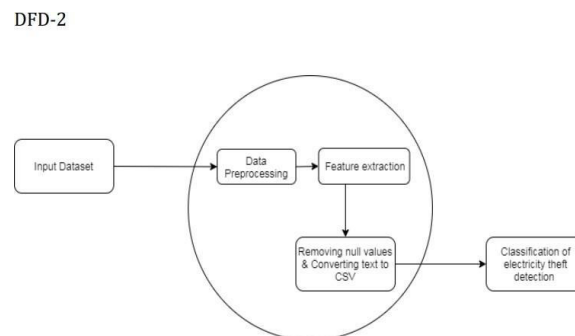 DFD-2
Input Dataset
Data
Preprocessing
Feature extraction
Removing null values
& Converting text to
CSV
Classification of
electricity theft
detection